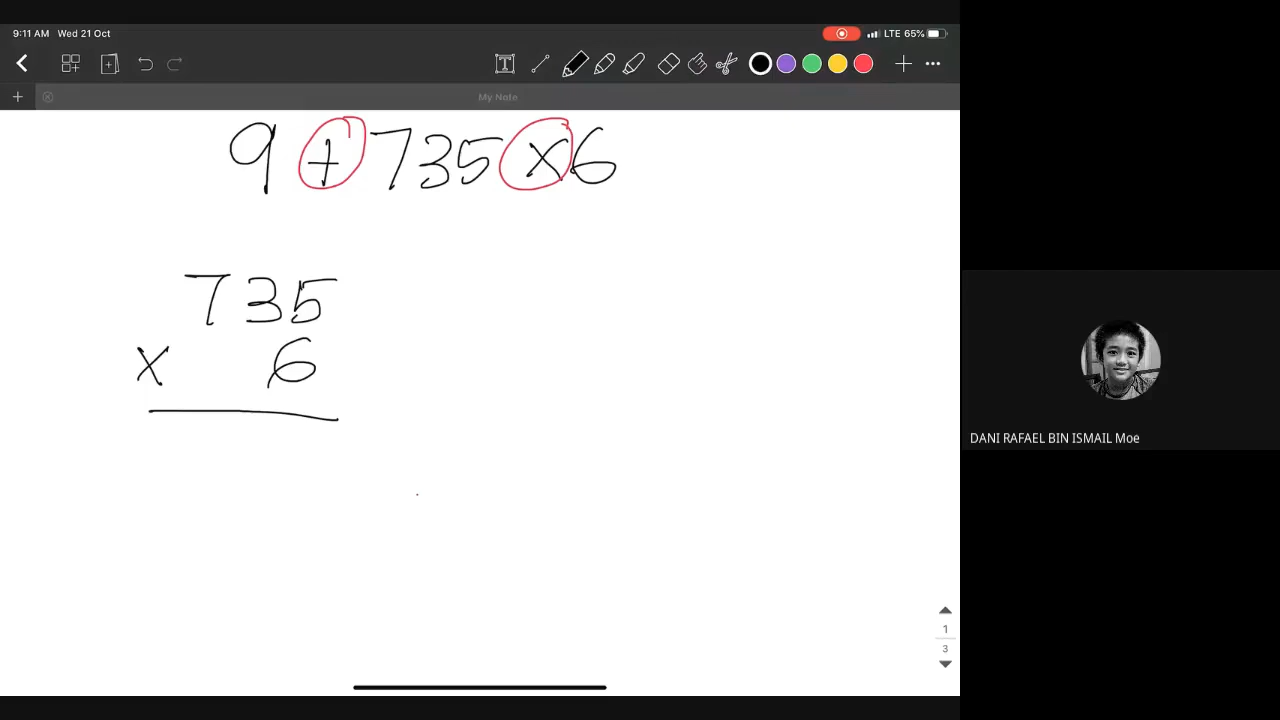 9:11 AM Wed 21 Oct
LTE 65%
My Note
9 + 735 × 6
735
× 6
1
3
DANI RAFAEL BIN ISMAIL Moe